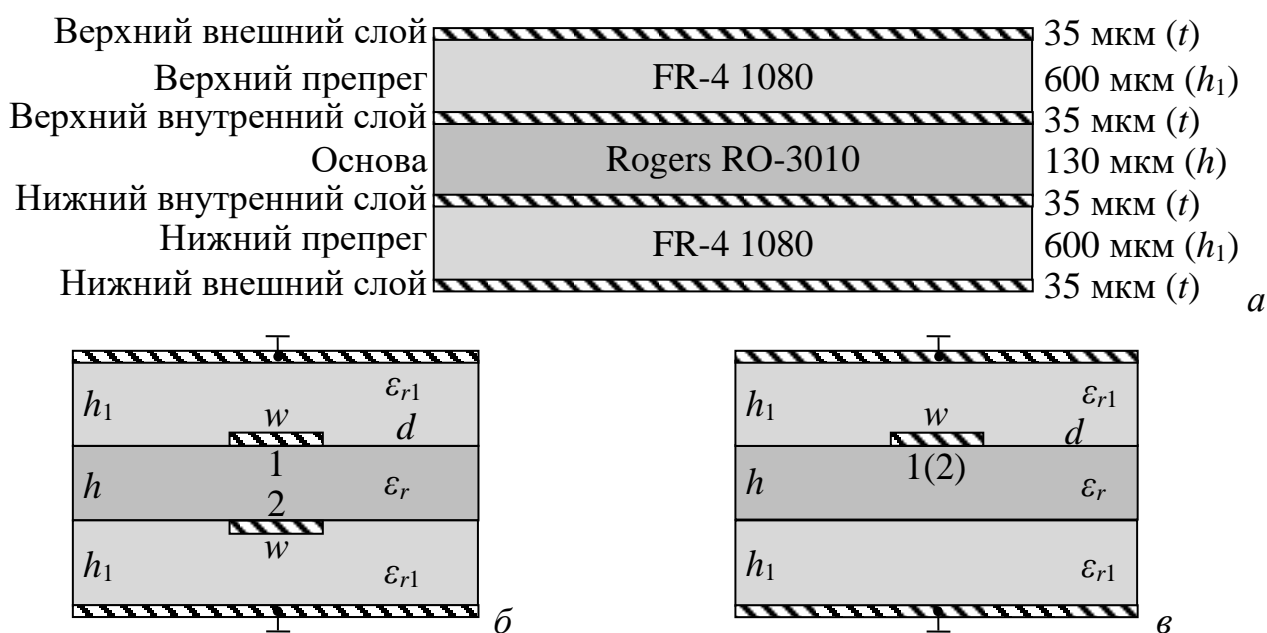 Верхний внешний слой 35 мкм (t)
Верхний препрег FR-4 1080 600 мкм (h1)
Верхний внутренний слой 35 мкм (t)
Основа Rogers RO-3010 130 мкм (h)
Нижний внутренний слой 35 мкм (t)
Нижний препрег FR-4 1080 600 мкм (h1)
Нижний внешний слой 35 мкм (t)
а
h1 w d εr1
h 1 2 εr
h1 w εr1
б
h1 w d εr1
h 1(2) εr
h1 εr1
в